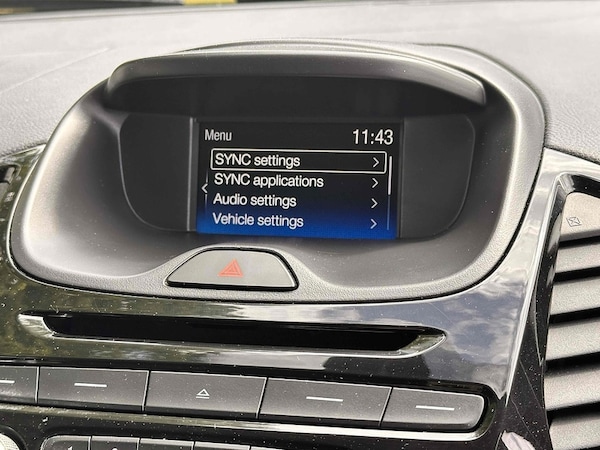 Menu 11:43
SYNC settings
SYNC applications
Audio settings
Vehicle settings